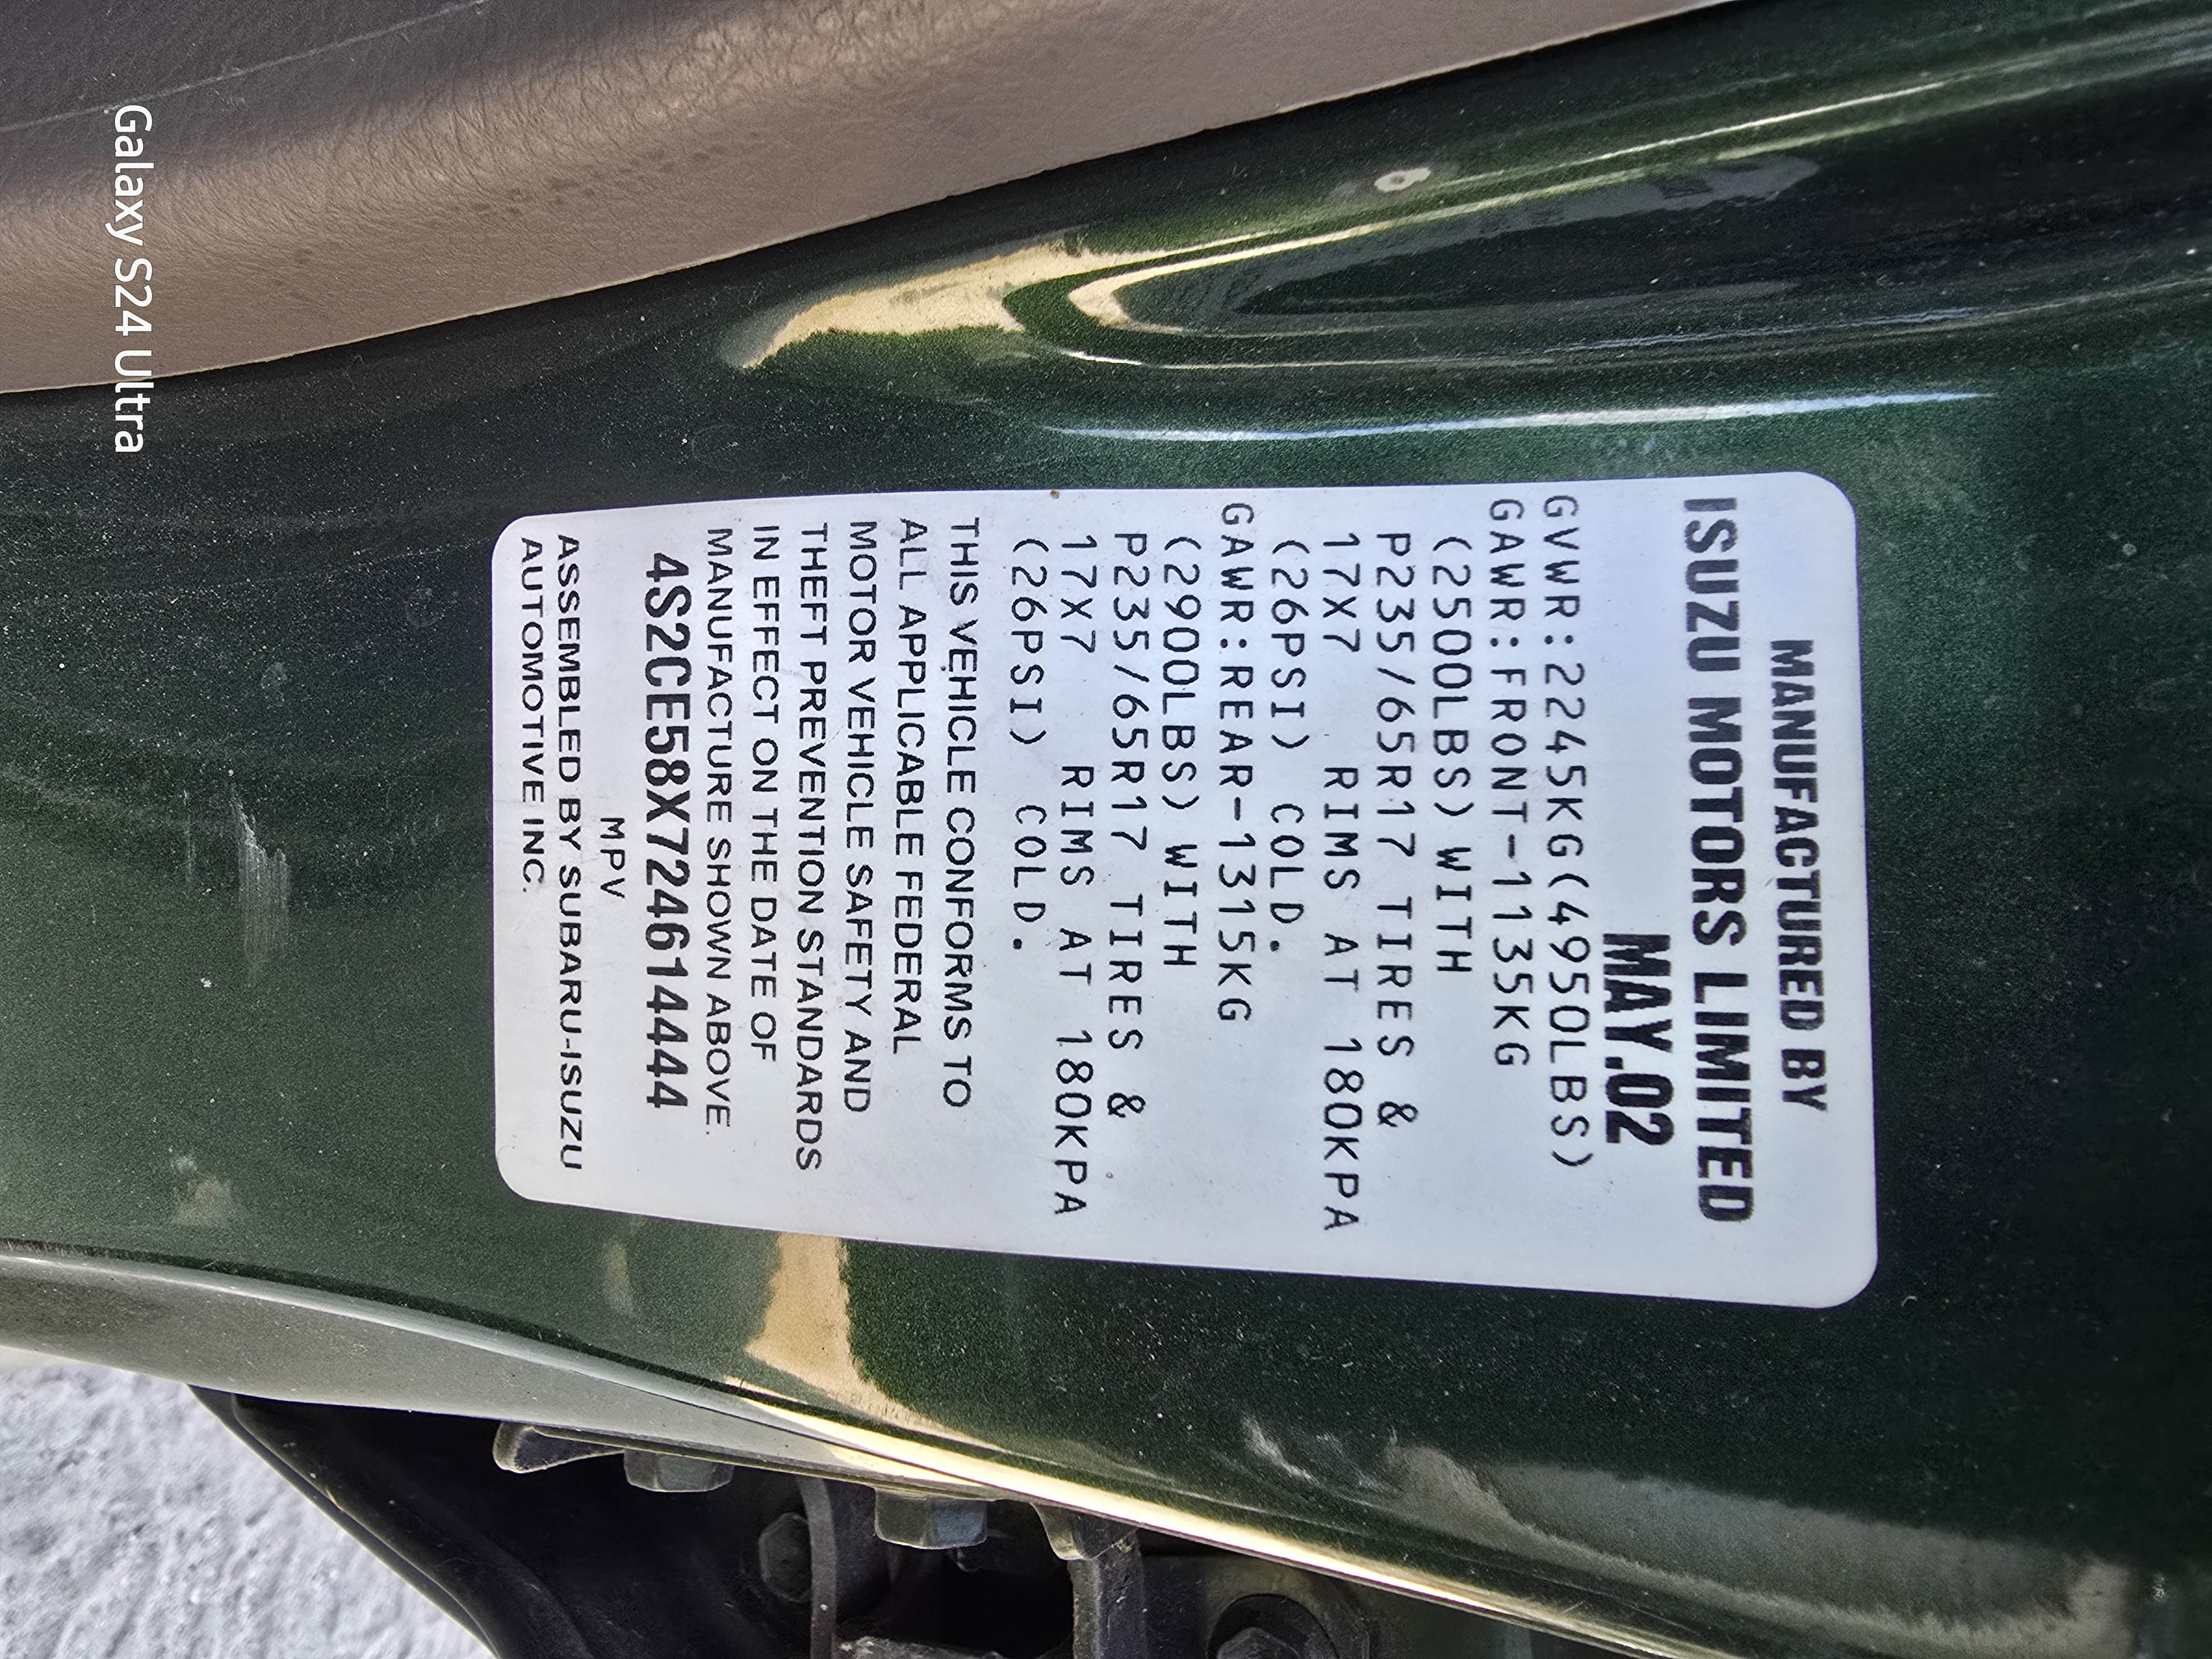 MANUFACTURED BY
ISUZU MOTORS LIMITED
MAY.02
GVWR:2245KG(4950LBS)
GAWR:FRONT-1135KG
(2500LBS) WITH
P235/65R17 TIRES &
17X7 RIMS AT 180KPA
(26PSI) COLD.
GAWR:REAR-1315KG
(2900LBS) WITH
P235/65R17 TIRES &
17X7 RIMS AT 180KPA
(26PSI) COLD.
THIS VEHICLE CONFORMS TO
ALL APPLICABLE FEDERAL
MOTOR VEHICLE SAFETY AND
THEFT PREVENTION STANDARDS
IN EFFECT ON THE DATE OF
MANUFACTURE SHOWN ABOVE.
4S2CE58X724614444
MPV
ASSEMBLED BY SUBARU-ISUZU
AUTOMOTIVE INC.
Galaxy S24 Ultra